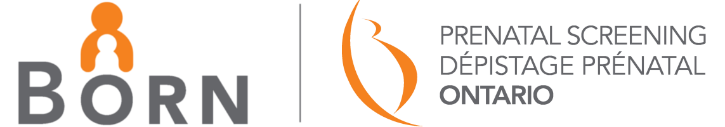 BORN
PRENATAL SCREENING
DÉPISTAGE PRÉNATAL
ONTARIO